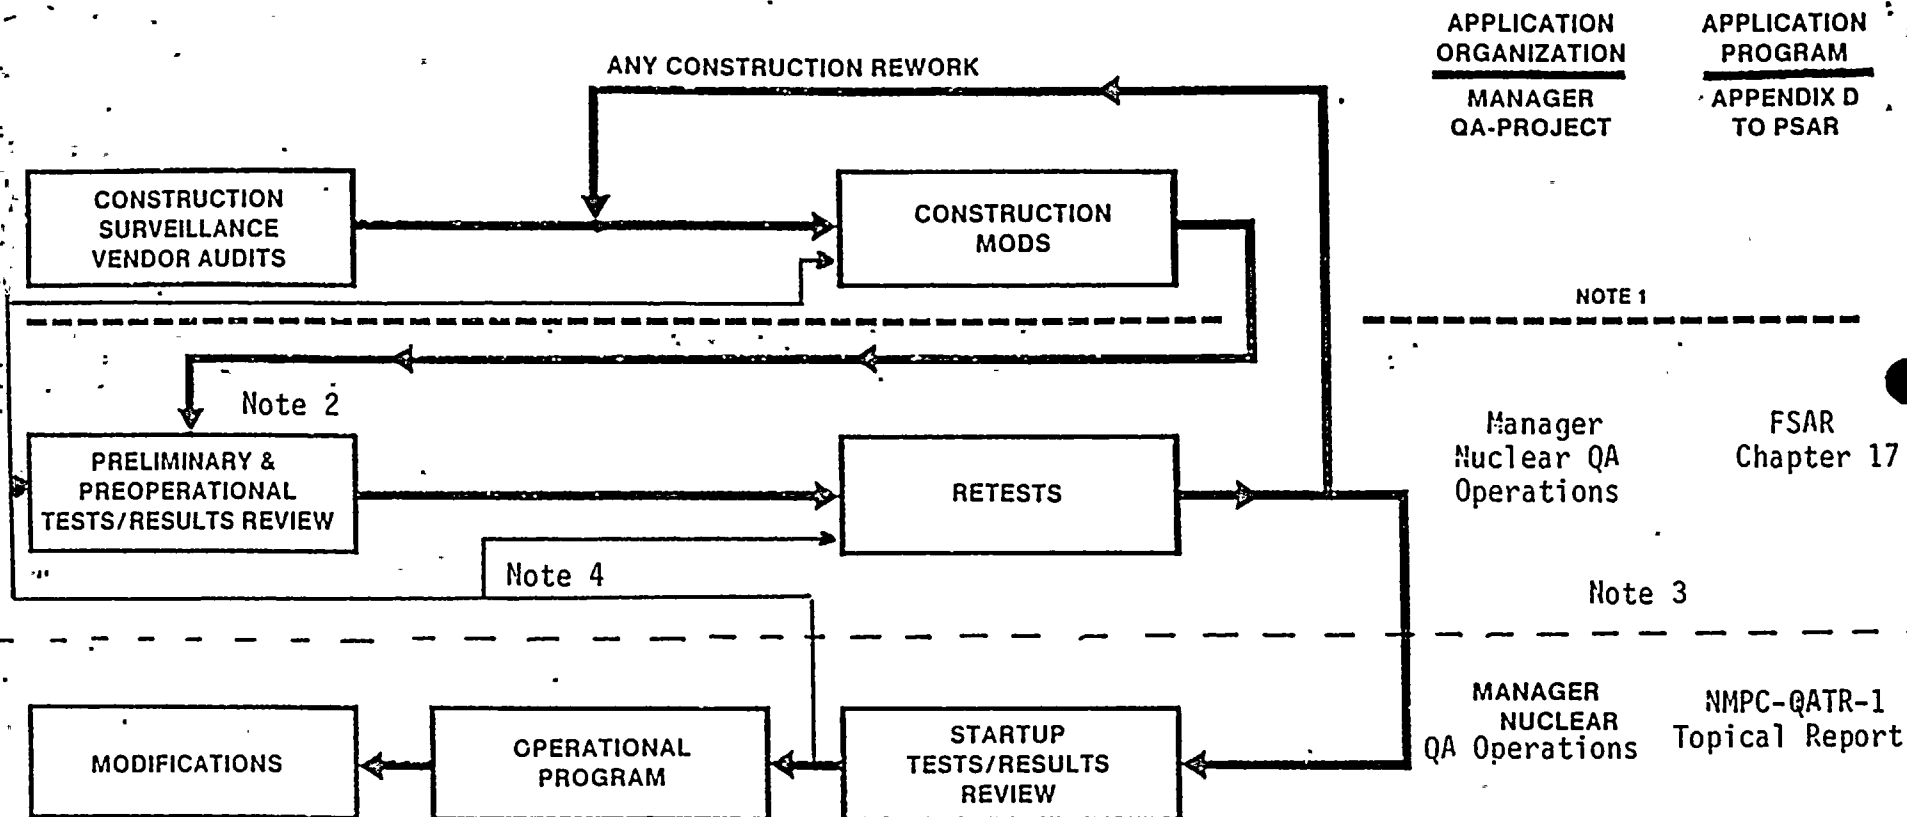 APPLICATION
ORGANIZATION
APPLICATION
PROGRAM
ANY CONSTRUCTION REWORK
MANAGER
QA-PROJECT
APPENDIX D
TO PSAR
CONSTRUCTION
SURVEILLANCE
VENDOR AUDITS
CONSTRUCTION
MODS
NOTE 1
Note 2
PRELIMINARY &
PREOPERATIONAL
TESTS/RESULTS REVIEW
RETESTS
Manager
Nuclear QA
Operations
FSAR
Chapter 17
Note 4
Note 3
MODIFICATIONS
OPERATIONAL
PROGRAM
STARTUP
TESTS/RESULTS
REVIEW
MANAGER
NUCLEAR
QA Operations
NMPC-QATR-1
Topical Report